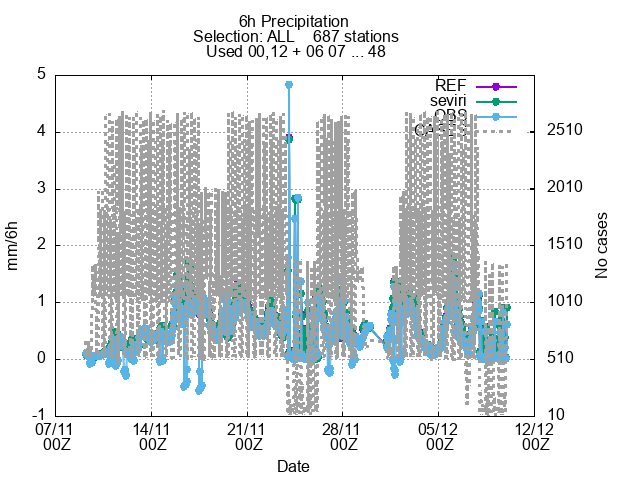 6h Precipitation
Selection: ALL 687 stations
Used 00,12 + 06 07 ... 48
REF
seviri
OBS
5
4
3
2
1
0
-1
2510
2010
1510
1010
510
10
mm/6h
No cases
07/11 14/11 21/11 28/11 05/12 12/12
00Z 00Z 00Z 00Z 00Z 00Z
Date